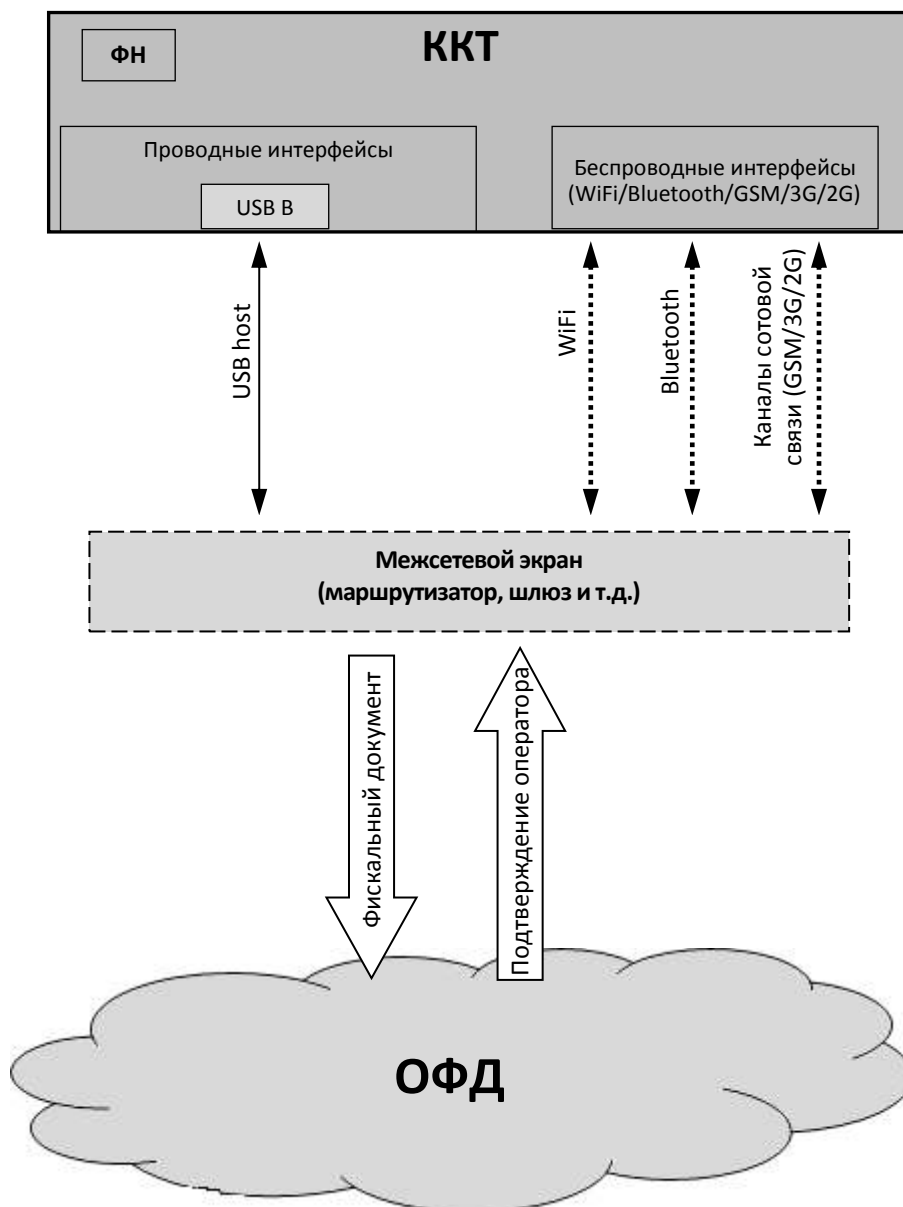 ККТ
ФН
Проводные интерфейсы
USB B
Беспроводные интерфейсы
(WiFi/Bluetooth/GSM/3G/2G)
USB host
WiFi
Bluetooth
Каналы сотовой
связи (GSM/3G/2G)
Межсетевой экран
(маршрутизатор, шлюз и т.д.)
Фискальный документ
Подтверждение оператора
ОФД